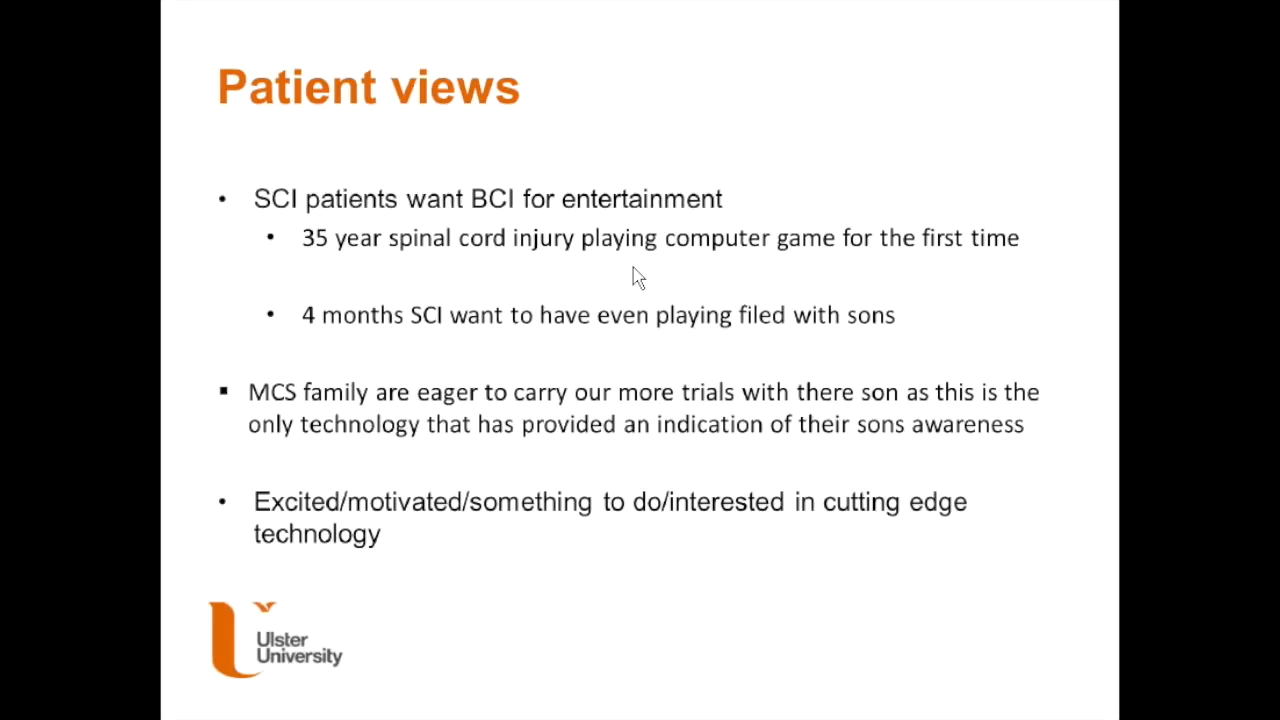 Patient views
• SCI patients want BCI for entertainment
• 35 year spinal cord injury playing computer game for the first time
• 4 months SCI want to have even playing filed with sons
▪ MCS family are eager to carry our more trials with there son as this is the
only technology that has provided an indication of their sons awareness
• Excited/motivated/something to do/interested in cutting edge
technology
Ulster
University